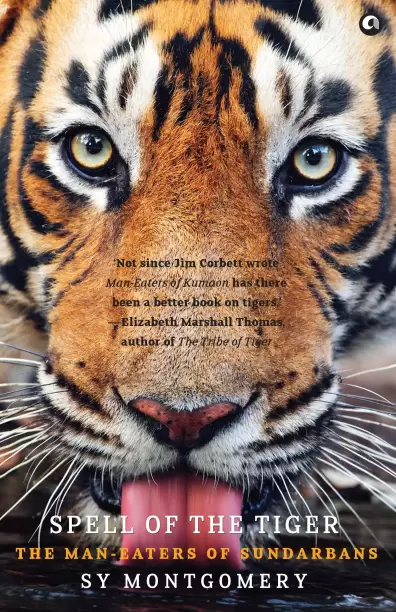 'Not since Jim Corbett wrote
Man-Eaters of Kumaon has there
been a better book on tigers.'
—Elizabeth Marshall Thomas,
author of The Tribe of Tiger
SPELL OF THE TIGER
THE MAN-EATERS OF SUNDARBANS
SY MONTGOMERY